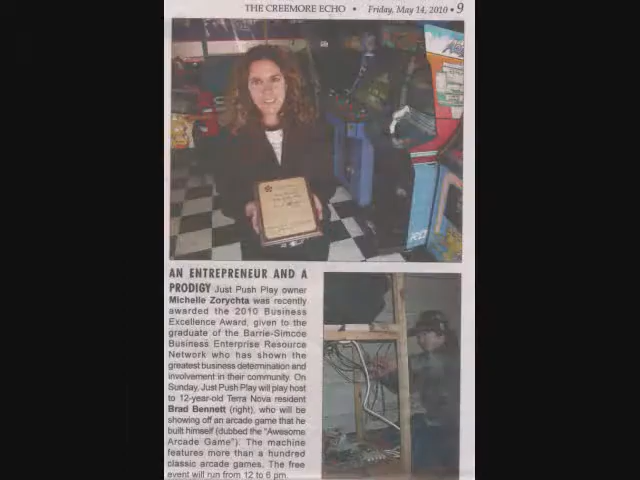 THE CREEMORE ECHO • Friday, May 14, 2010 • 9
AN ENTREPRENEUR AND A
PRODIGY Just Push Play owner
Michelle Zorychta was recently
awarded the 2010 Business
Excellence Award, given to the
graduate of the Barrie-Simcoe
Business Enterprise Resource
Network who has shown the
greatest business determination and
involvement in their community. On
Sunday, Just Push Play will play host
to 12-year-old Terra Nova resident
Brad Bennett (right), who will be
showing off an arcade game that he
built himself (dubbed the "Awesome
Arcade Game"). The machine
features more than a hundred
classic arcade games. The free
event will run from 12 to 6 pm.